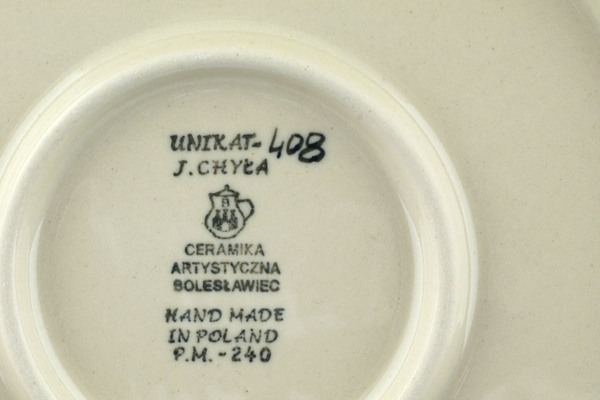 UNIKAT-408
J. CHYŁA
B
CERAMIKA
ARTYSTYCZNA
BOLESŁAWIEC
HAND MADE
IN POLAND
P.M. - 240